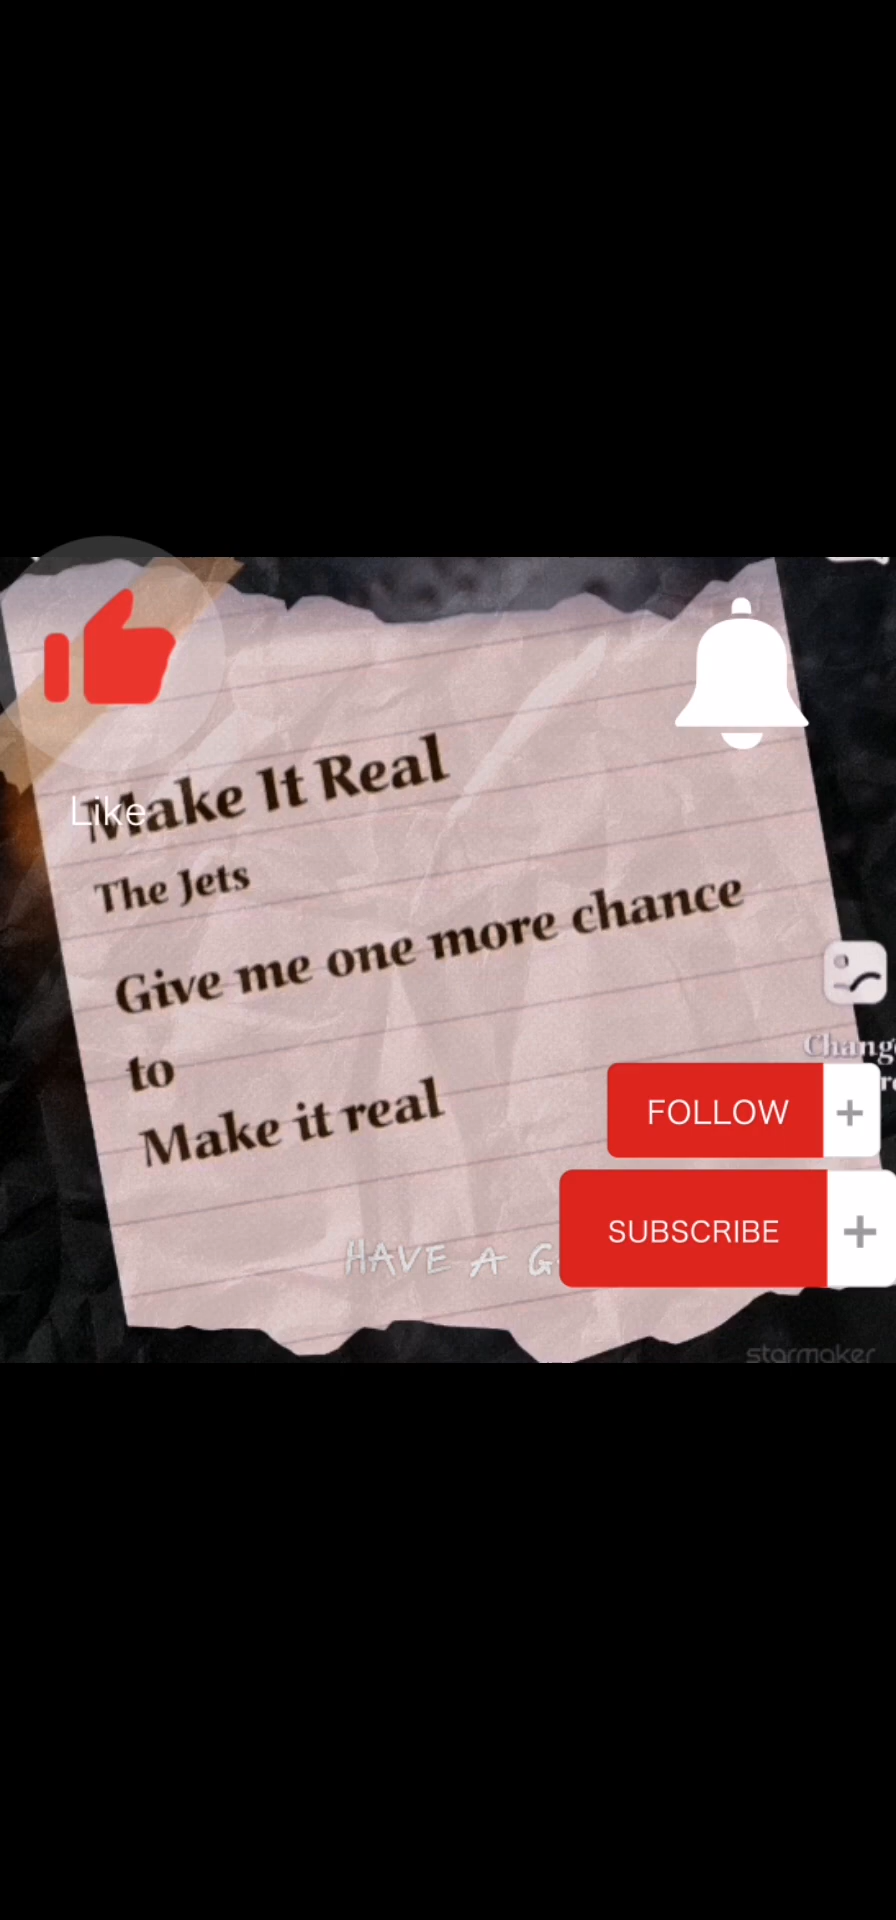 Make It Real
Like
The Jets
Give me one more chance
to
Make it real
FOLLOW
SUBSCRIBE
HAVE A
starmaker